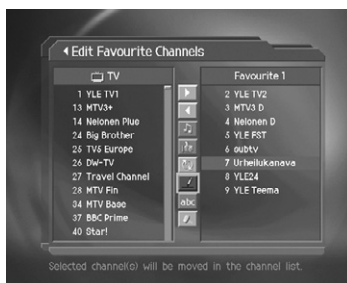 Edit Favourite Channels
TV
1 YLE TV1
13 MTV3+
14 Nelonen Plus
24 Big Brother
25 TV5 Europe
26 DW-TV
27 Travel Channel
28 MTV Fin
34 MTV Base
37 BBC Prime
40 Star!
abc
Favourite 1
2 YLE TV2
3 MTV3 D
4 Nelonen D
5 YLE FST
6 subtv
7 Urheilukanava
8 YLE24
9 YLE Teema
Selected channel(s) will be moved in the channel list.